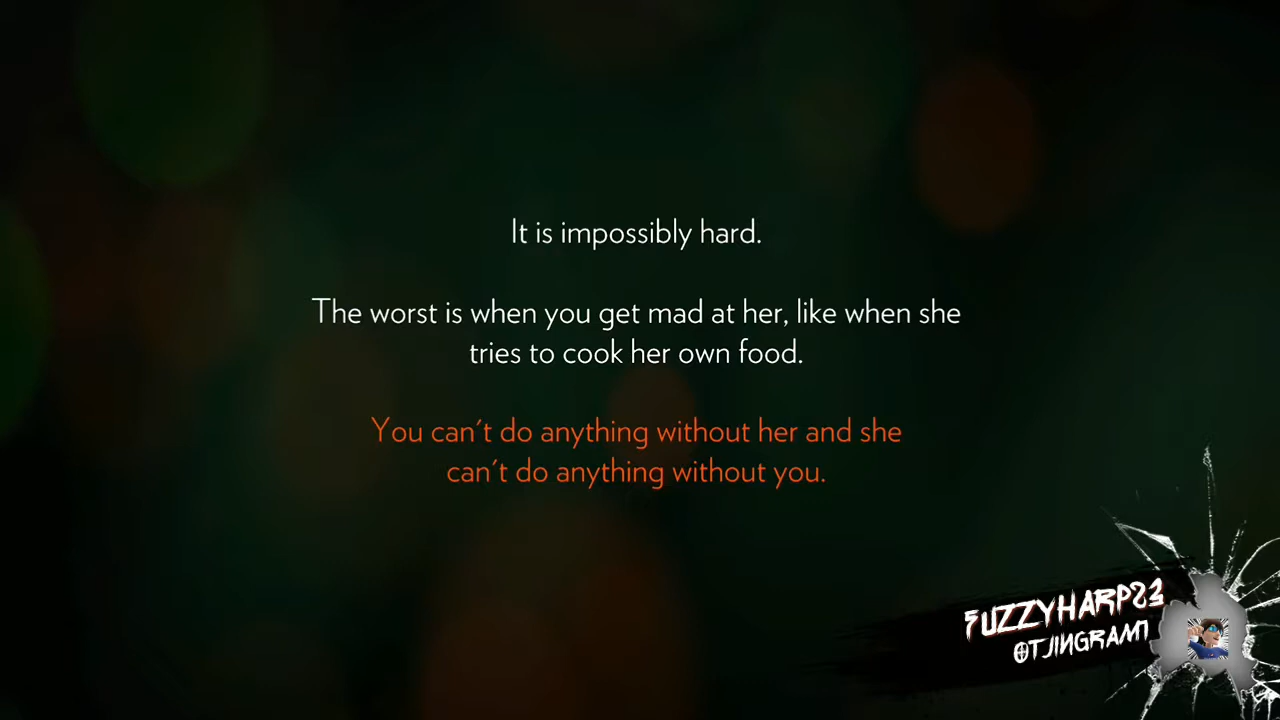 It is impossibly hard.
The worst is when you get mad at her, like when she
tries to cook her own food.
You can't do anything without her and she
can't do anything without you.
FUZZYHARP23
@TJINGRAM1